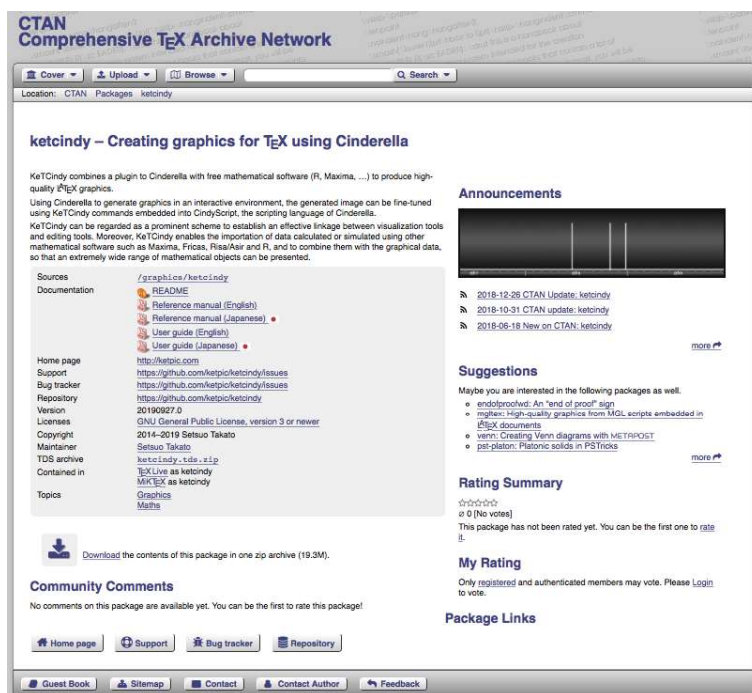 CTAN
Comprehensive TEX Archive Network
Cover
Upload
Browse
Search
Location: CTAN Packages ketcindy
ketcindy – Creating graphics for TEX using Cinderella
KeTCindy combines a plugin to Cinderella with free mathematical software (R, Maxima, ...) to produce high-
quality LATEX graphics.
Using Cinderella to generate graphics in an interactive environment, the generated image can be fine-tuned
using KeTCindy commands embedded into CindyScript, the scripting language of Cinderella.
KeTCindy can be regarded as a prominent scheme to establish an effective linkage between visualization tools
and editing tools. Moreover, KeTCindy enables the importation of data calculated or simulated using other
mathematical software such as Maxima, Fricas, Risa/Asir and R, and to combine them with the graphical data,
so that an extremely wide range of mathematical objects can be presented.
Sources /graphics/ketcindy
Documentation README
Reference manual (English)
Reference manual (Japanese)
User guide (English)
User guide (Japanese)
Home page http://ketpic.com
Support https://github.com/ketpic/ketcindy/issues
Bug tracker https://github.com/ketpic/ketcindy/issues
Repository https://github.com/ketpic/ketcindy
Version 20190927.0
Licenses GNU General Public License, version 3 or newer
Copyright 2014–2019 Setsuo Takato
Maintainer Setsuo Takato
TDS archive ketcindy.tds.zip
Contained in TEX Live as ketcindy
MiKTEX as ketcindy
Topics Graphics
Maths
Download the contents of this package in one zip archive (19.3M).
Community Comments
No comments on this package are available yet. You can be the first to rate this package!
Home page
Support
Bug tracker
Repository
Announcements
2018-12-26 CTAN Update: ketcindy
2018-10-31 CTAN update: ketcindy
2018-06-18 New on CTAN: ketcindy
more
Suggestions
Maybe you are interested in the following packages as well.
endofproofwd: An "end of proof" sign
mgltex: High-quality graphics from MGL scripts embedded in
LATEX documents
venn: Creating Venn diagrams with METAPOST
pst-platon: Platonic solids in PSTricks
more
Rating Summary
☆☆☆☆☆
⌀ 0 [No votes]
This package has not been rated yet. You can be the first one to rate
it.
My Rating
Only registered and authenticated members may vote. Please Login
to vote.
Package Links
Guest Book
Sitemap
Contact
Contact Author
Feedback